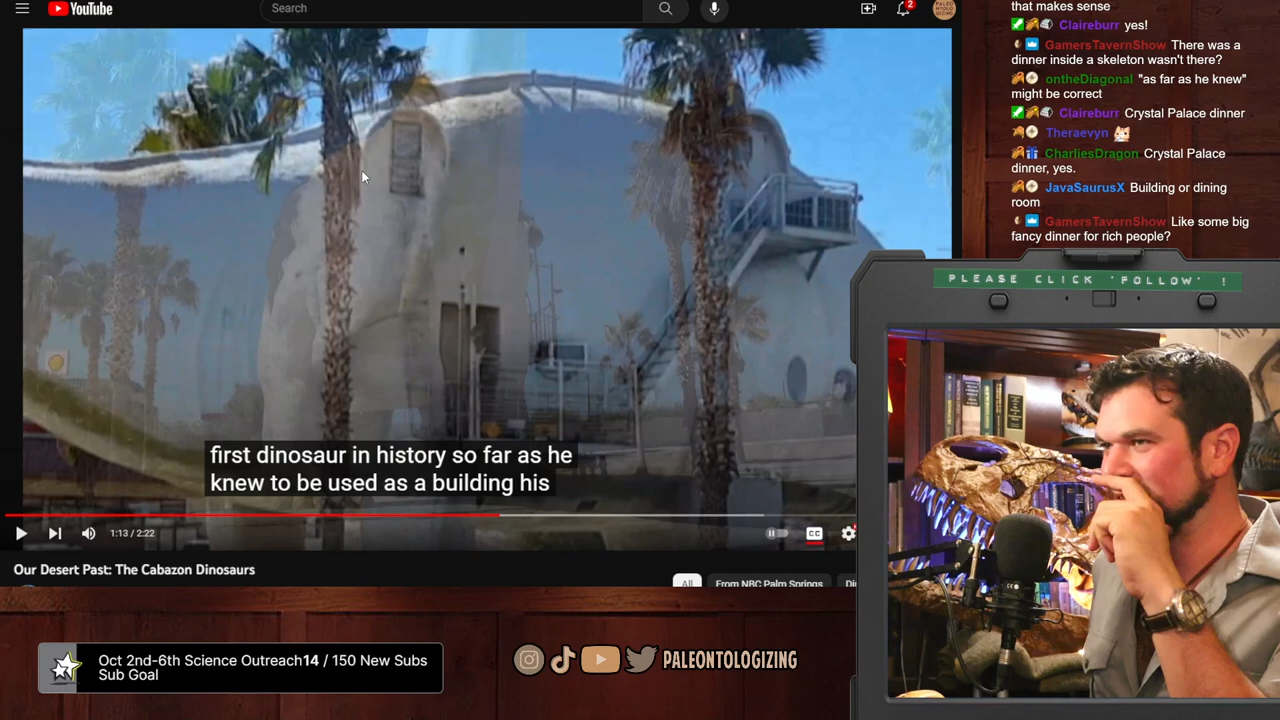 YouTube
Search
2
PALEO
NTOLO
GIZING
that makes sense
Claireburr yes!
GamersTavernShow There was a
dinner inside a skeleton wasn't there?
ontheDiagonal "as far as he knew"
might be correct
Claireburr Crystal Palace dinner
Theraevyn
CharliesDragon Crystal Palace
dinner, yes.
JavaSaurusX Building or dining
room
GamersTavernShow Like some big
fancy dinner for rich people?
PLEASE CLICK 'FOLLOW' !
first dinosaur in history so far as he
knew to be used as a building his
1:13 / 2:22
CC
Our Desert Past: The Cabazon Dinosaurs
All
From NBC Palm Springs
Oct 2nd-6th Science Outreach14 / 150 New Subs
Sub Goal
PALEONTOLOGIZING